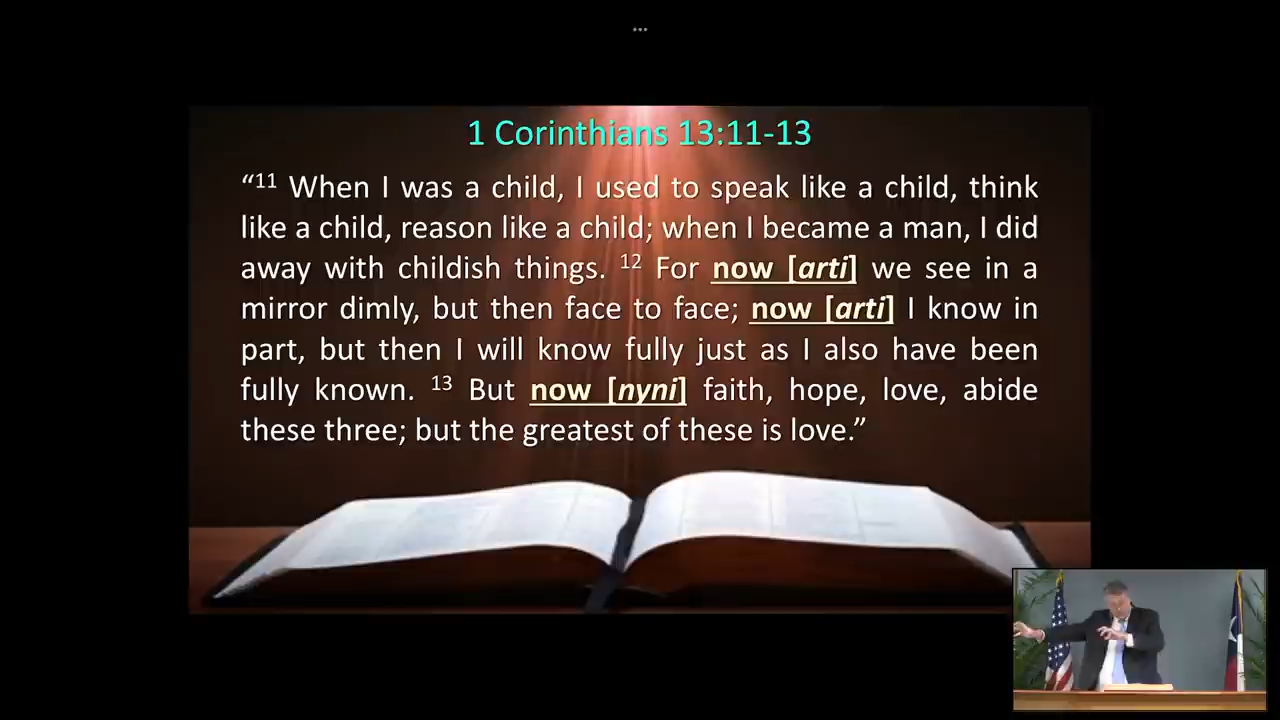 ...
1 Corinthians 13:11-13
“11 When I was a child, I used to speak like a child, think
like a child, reason like a child; when I became a man, I did
away with childish things. 12 For now [arti] we see in a
mirror dimly, but then face to face; now [arti] I know in
part, but then I will know fully just as I also have been
fully known. 13 But now [nyni] faith, hope, love, abide
these three; but the greatest of these is love.”